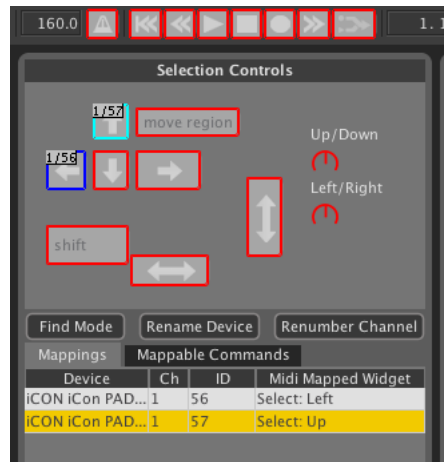 160.0 1. 1
Selection Controls
1/57 move region
Up/Down
1/56
Left/Right
shift
Find Mode Rename Device Renumber Channel
Mappings Mappable Commands
Device Ch ID Midi Mapped Widget
iCON iCon PAD... 1 56 Select: Left
iCON iCon PAD... 1 57 Select: Up